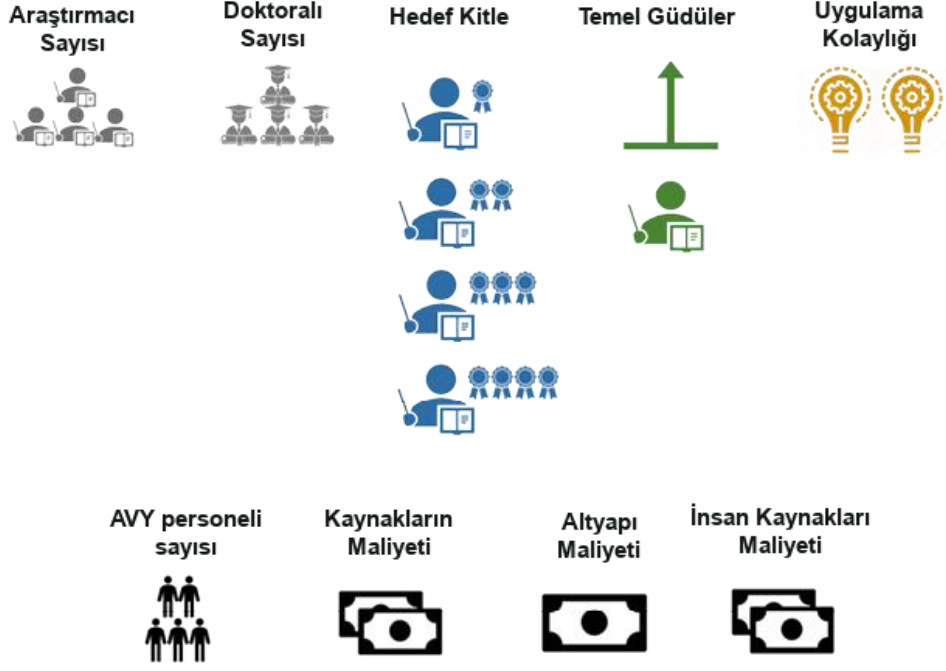 Araştırmacı
Sayısı
Doktoralı
Sayısı
Hedef Kitle
Temel Güdüler
Uygulama
Kolaylığı
AVY personeli
sayısı
Kaynakların
Maliyeti
Altyapı
Maliyeti
İnsan Kaynakları
Maliyeti